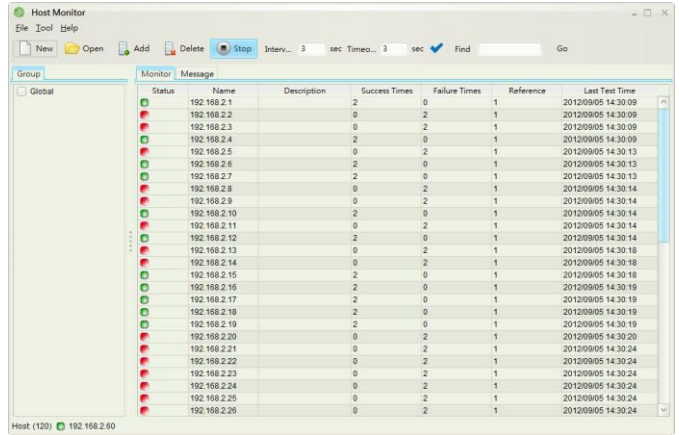 Host Monitor
File Tool Help
New Open Add Delete Stop Interv... 3 sec Timeo... 3 sec Find Go
Group Monitor Message
Global
Status Name Description Success Times Failure Times Reference Last Test Time
192.168.2.1 2 0 1 2012/09/05 14:30:09
192.168.2.2 0 2 1 2012/09/05 14:30:09
192.168.2.3 0 2 1 2012/09/05 14:30:09
192.168.2.4 2 0 1 2012/09/05 14:30:09
192.168.2.5 0 2 1 2012/09/05 14:30:13
192.168.2.6 2 0 1 2012/09/05 14:30:13
192.168.2.7 2 0 1 2012/09/05 14:30:13
192.168.2.8 0 2 1 2012/09/05 14:30:14
192.168.2.9 0 2 1 2012/09/05 14:30:14
192.168.2.10 2 0 1 2012/09/05 14:30:14
192.168.2.11 0 2 1 2012/09/05 14:30:14
192.168.2.12 2 0 1 2012/09/05 14:30:14
192.168.2.13 0 2 1 2012/09/05 14:30:18
192.168.2.14 0 2 1 2012/09/05 14:30:18
192.168.2.15 2 0 1 2012/09/05 14:30:18
192.168.2.16 2 0 1 2012/09/05 14:30:19
192.168.2.17 2 0 1 2012/09/05 14:30:19
192.168.2.18 2 0 1 2012/09/05 14:30:19
192.168.2.19 2 0 1 2012/09/05 14:30:19
192.168.2.20 0 2 1 2012/09/05 14:30:20
192.168.2.21 0 2 1 2012/09/05 14:30:24
192.168.2.22 0 2 1 2012/09/05 14:30:24
192.168.2.23 0 2 1 2012/09/05 14:30:24
192.168.2.24 0 2 1 2012/09/05 14:30:24
192.168.2.25 0 2 1 2012/09/05 14:30:24
192.168.2.26 0 2 1 2012/09/05 14:30:24
Host: (120) 192.168.2.60